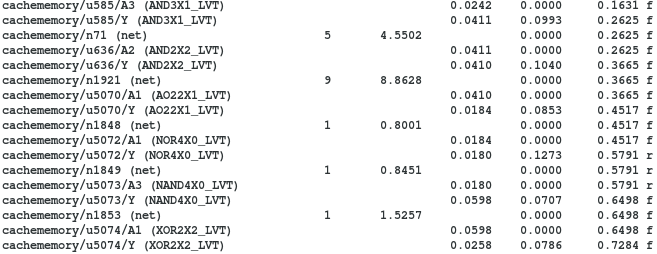 cachememory/u585/A3 (AND3X1_LVT) 0.0242 0.0000 0.1631 f
cachememory/u585/Y (AND3X1_LVT) 0.0411 0.0993 0.2625 f
cachememory/n71 (net) 5 4.5502 0.0000 0.2625 f
cachememory/u636/A2 (AND2X2_LVT) 0.0411 0.0000 0.2625 f
cachememory/u636/Y (AND2X2_LVT) 0.0410 0.1040 0.3665 f
cachememory/n1921 (net) 9 8.8628 0.0000 0.3665 f
cachememory/u5070/A1 (AO22X1_LVT) 0.0410 0.0000 0.3665 f
cachememory/u5070/Y (AO22X1_LVT) 0.0184 0.0853 0.4517 f
cachememory/n1848 (net) 1 0.8001 0.0000 0.4517 f
cachememory/u5072/A1 (NOR4X0_LVT) 0.0184 0.0000 0.4517 f
cachememory/u5072/Y (NOR4X0_LVT) 0.0180 0.1273 0.5791 r
cachememory/n1849 (net) 1 0.8451 0.0000 0.5791 r
cachememory/u5073/A3 (NAND4X0_LVT) 0.0180 0.0000 0.5791 r
cachememory/u5073/Y (NAND4X0_LVT) 0.0598 0.0707 0.6498 f
cachememory/n1853 (net) 1 1.5257 0.0000 0.6498 f
cachememory/u5074/A1 (XOR2X2_LVT) 0.0598 0.0000 0.6498 f
cachememory/u5074/Y (XOR2X2_LVT) 0.0258 0.0786 0.7284 f